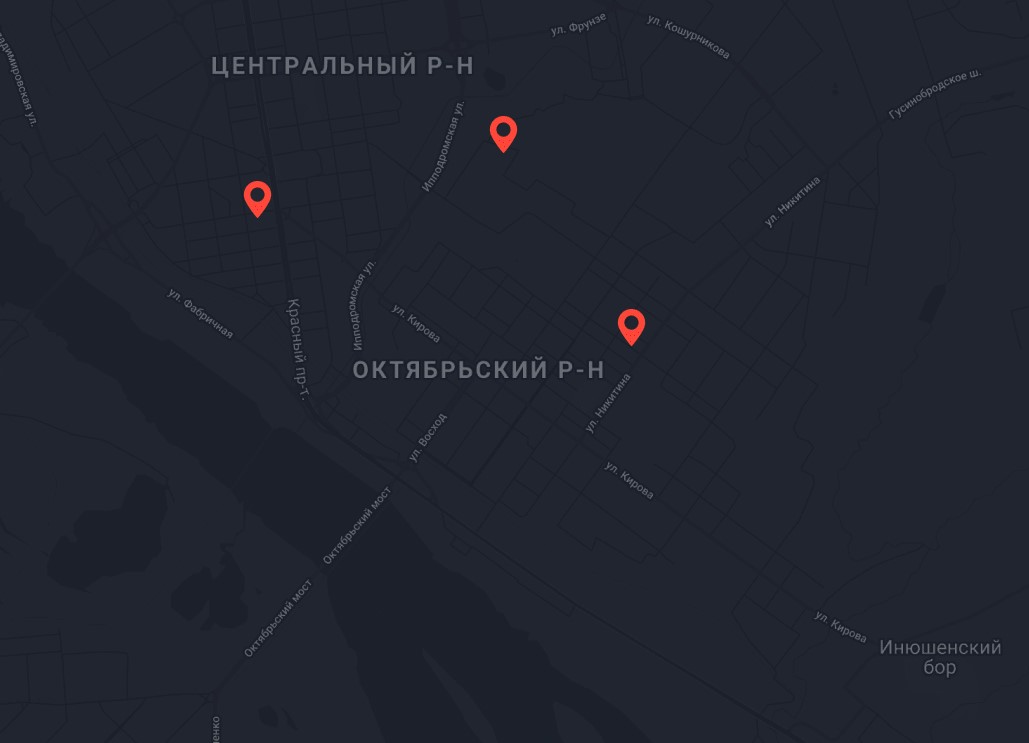 ул. Фрунзе
ул. Кошурникова
ЦЕНТРАЛЬНЫЙ Р-Н
Гусинобродское ш.
ул.
Ипподромская ул.
ул. Никитина
Ипподромская ул.
ул. Фабричная
Красный пр-т.
ул. Кирова
ОКТЯБРЬСКИЙ Р-Н
ул. Никитина
ул. Восход
ул. Кирова
Октябрьский мост
Октябрьский мост
ул. Кирова
Инюшенский
бор